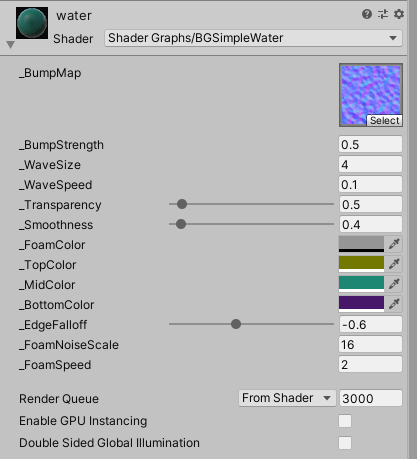 water
Shader Shader Graphs/BGSimpleWater
_BumpMap
Select
_BumpStrength 0.5
_WaveSize 4
_WaveSpeed 0.1
_Transparency 0.5
_Smoothness 0.4
_FoamColor
_TopColor
_MidColor
_BottomColor
_EdgeFalloff -0.6
_FoamNoiseScale 16
_FoamSpeed 2
Render Queue From Shader 3000
Enable GPU Instancing
Double Sided Global Illumination